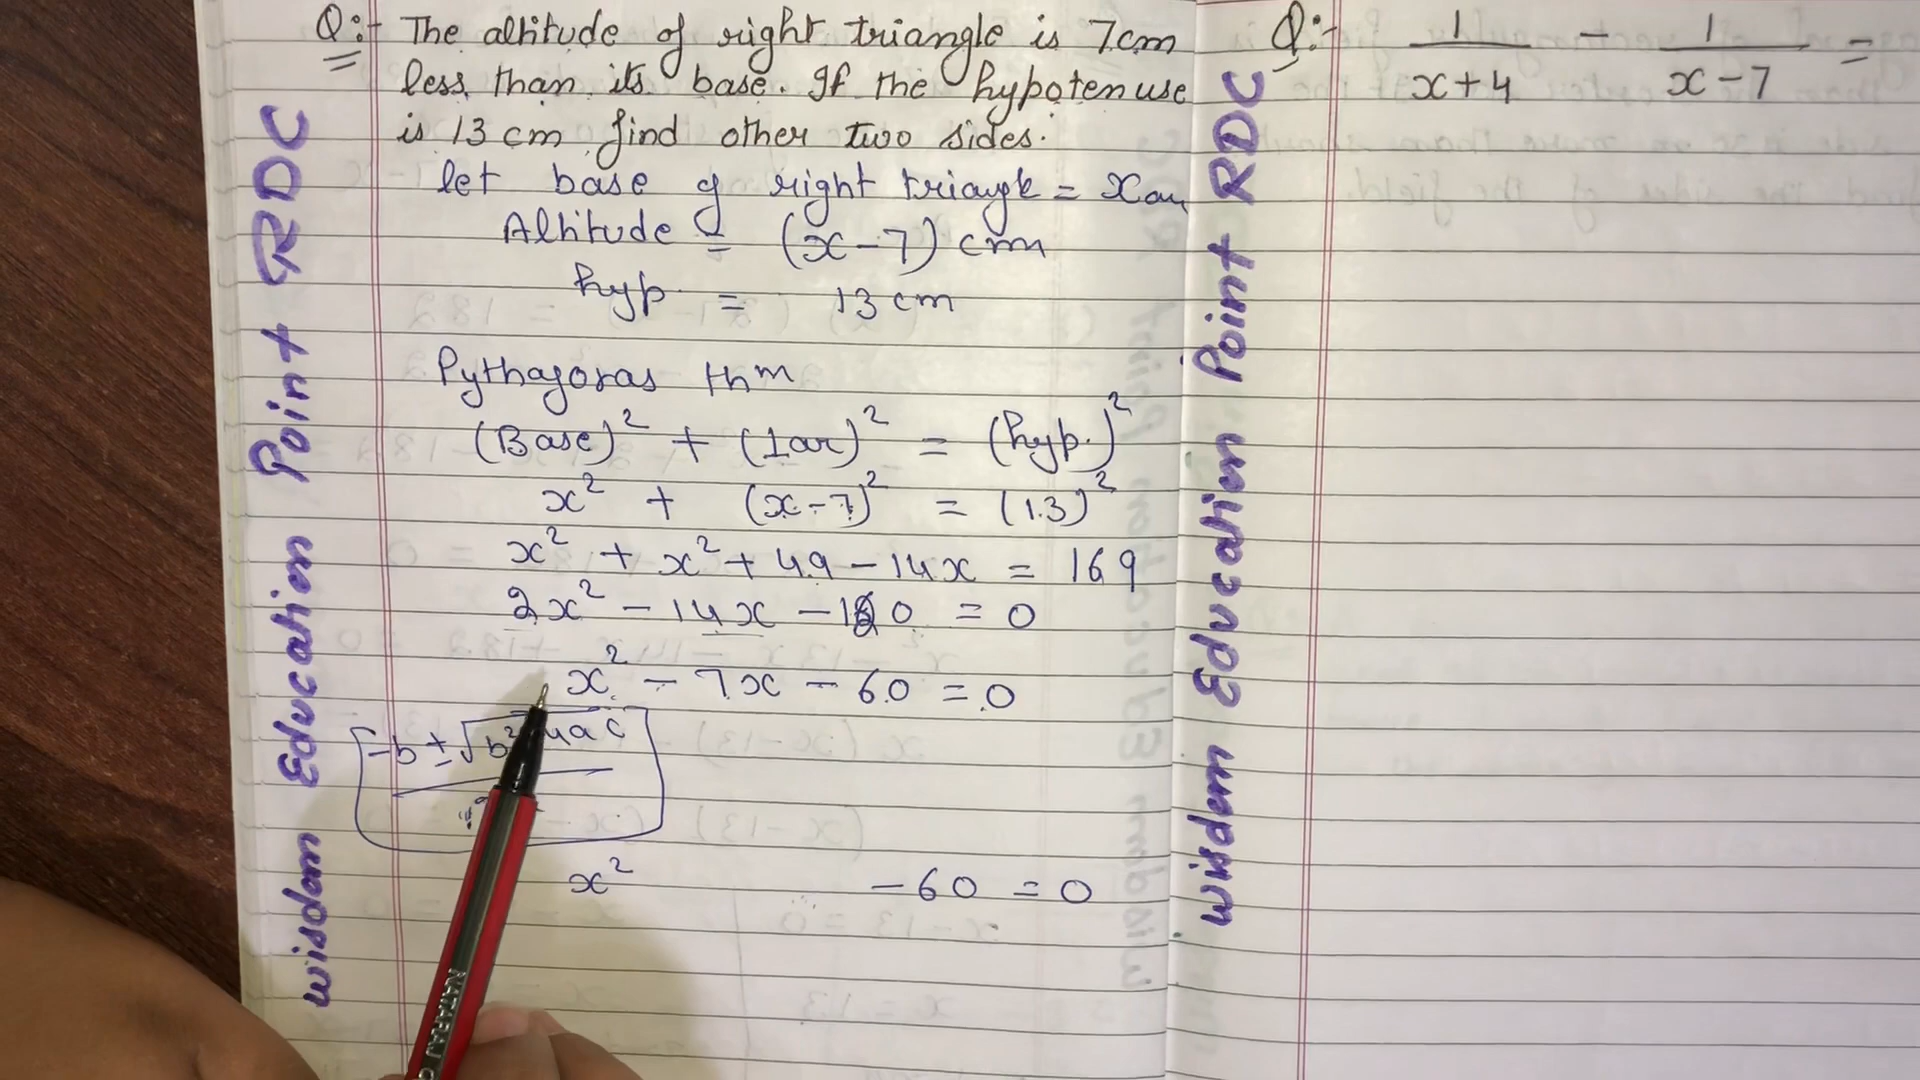 Q:- The altitude of right triangle is 7cm
less than its base. If the hypotenuse
is 13 cm find other two sides.
let base of right triangle = x cm
Altitude = (x-7) cm
hyp = 13 cm
Pythagoras thm
(Base)² + (⊥ar)² = (hyp.)²
x² + (x-7)² = (13)²
x² + x² + 49 - 14x = 169
2x² - 14x - 120 = 0
x² - 7x - 60 = 0
-b ± √b² 4ac
x² - 60 = 0
Wisdom Education Point RDC
Q:- 1/(x+4) - 1/(x-7) =
Wisdom Education Point RDC